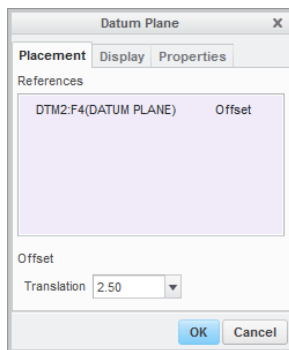 Datum Plane X
Placement Display Properties
References
DTM2:F4(DATUM PLANE) Offset
Offset
Translation 2.50
OK Cancel